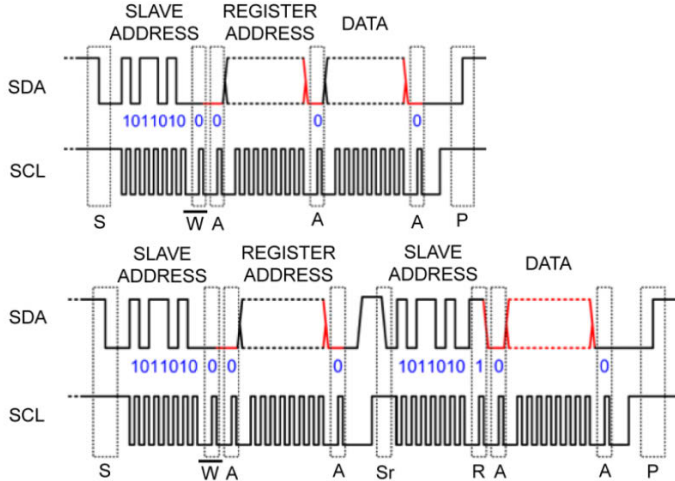 SLAVE ADDRESS REGISTER ADDRESS DATA
SDA
1011010 0 0 0 0
SCL
S W A A A P
SLAVE ADDRESS REGISTER ADDRESS SLAVE ADDRESS DATA
SDA
1011010 0 0 0 1011010 1 0 0
SCL
S W A A Sr R A A P